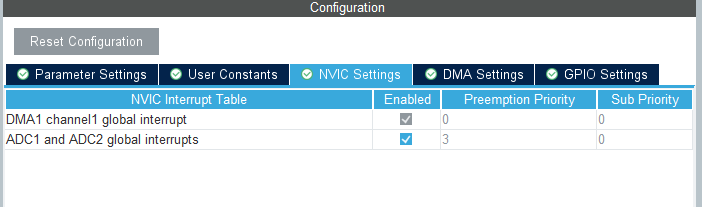 Configuration
Reset Configuration
Parameter Settings User Constants NVIC Settings DMA Settings GPIO Settings
NVIC Interrupt Table Enabled Preemption Priority Sub Priority
DMA1 channel1 global interrupt 0 0
ADC1 and ADC2 global interrupts 3 0